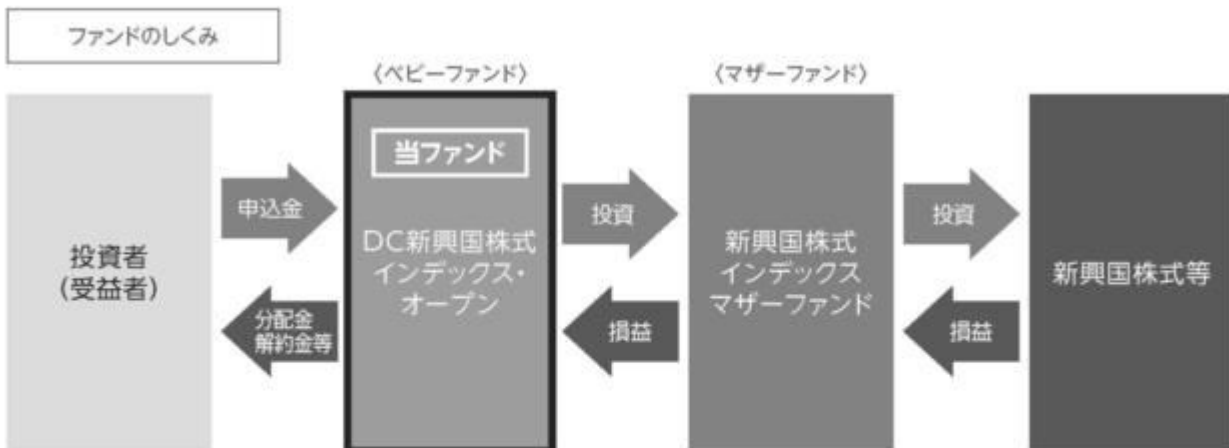 ファンドのしくみ
〈ベビーファンド〉
〈マザーファンド〉
投資者
(受益者)
申込金
分配金
解約金等
当ファンド
DC新興国株式
インデックス・
オープン
投資
損益
新興国株式
インデックス
マザーファンド
投資
損益
新興国株式等